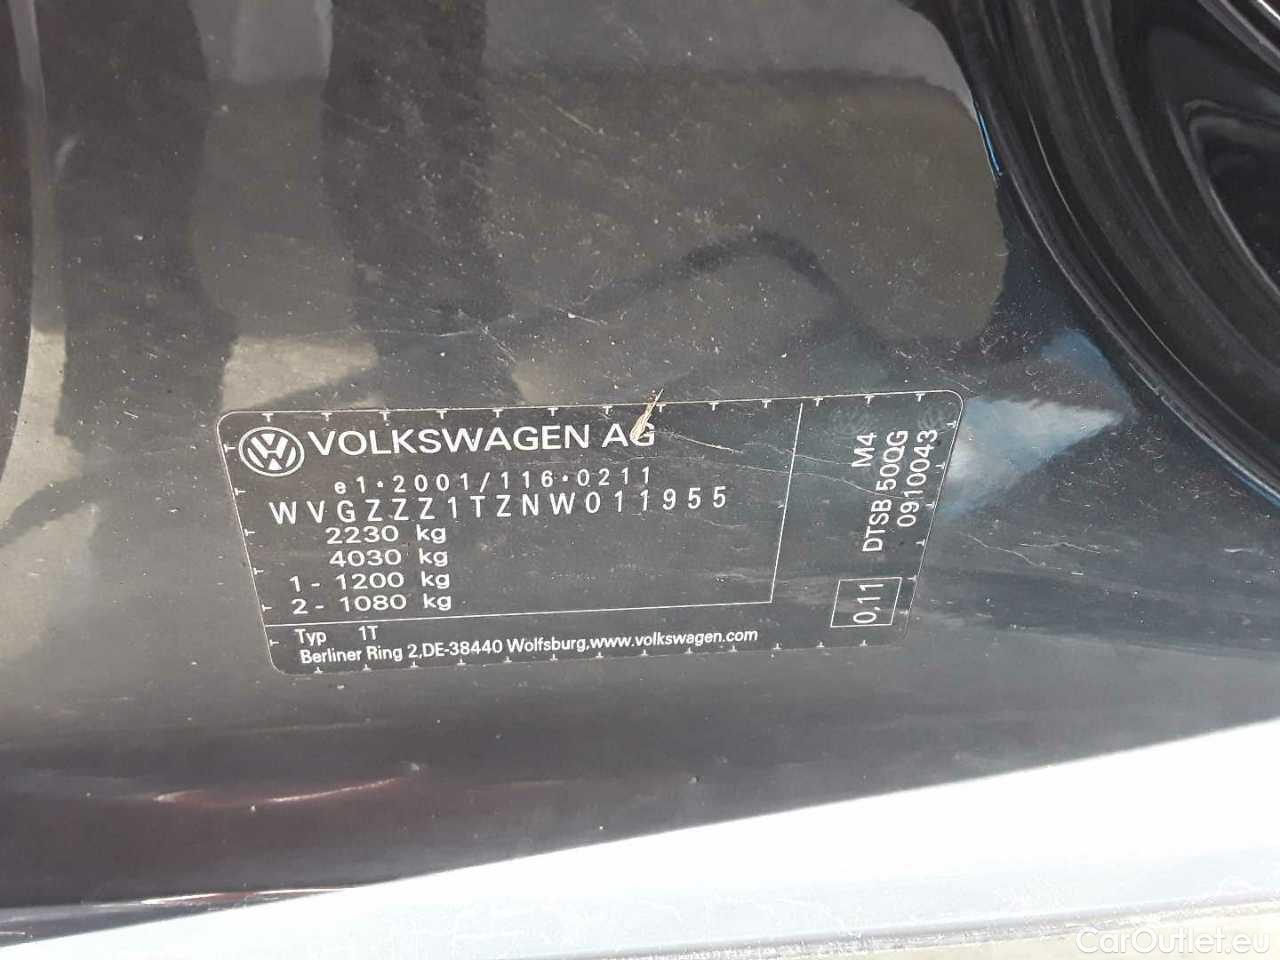 VOLKSWAGEN AG
e1*2001/116*0211
WVGZZZ1TZNW011955
2230 kg
4030 kg
1 - 1200 kg
2 - 1080 kg
Typ 1T
Berliner Ring 2,DE-38440 Wolfsburg,www.volkswagen.com
M4
DTSB 50QG
0910043
0,11
CarOutlet.eu